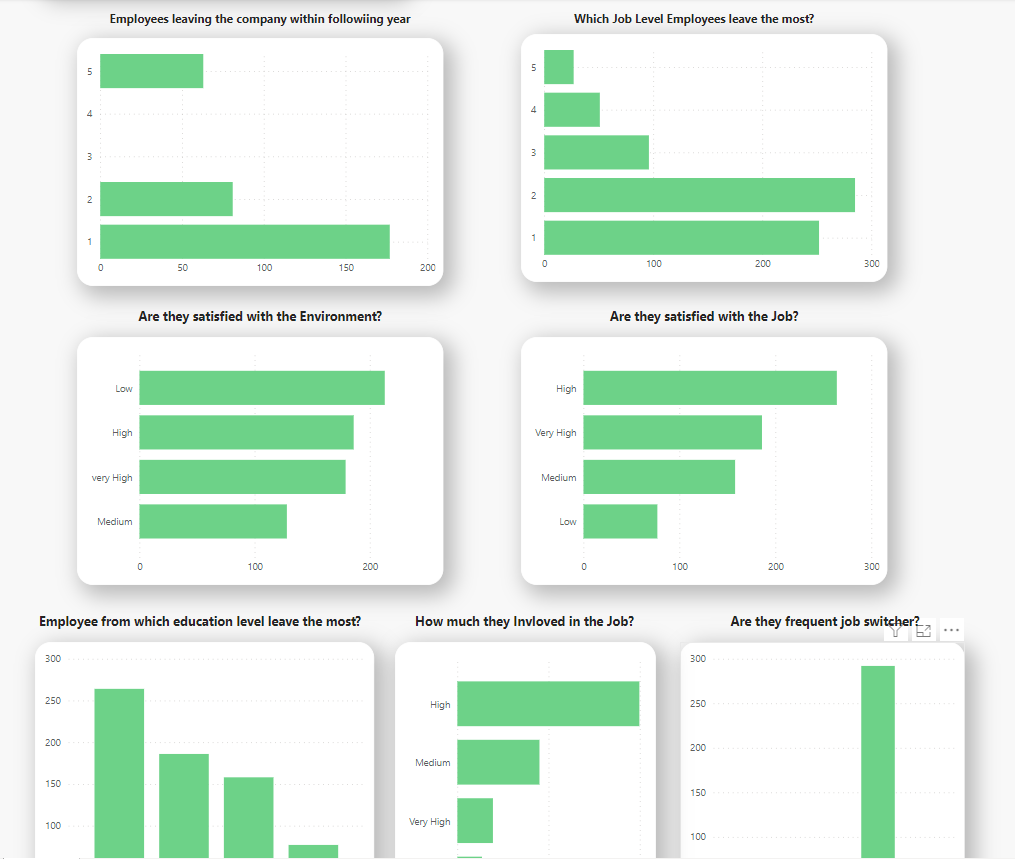 Employees leaving the company within followiing year
Which Job Level Employees leave the most?
5
4
3
2
1
0 50 100 150 200
5
4
3
2
1
0 100 200 300
Are they satisfied with the Environment?
Are they satisfied with the Job?
Low
High
very High
Medium
0 100 200
High
Very High
Medium
Low
0 100 200 300
Employee from which education level leave the most?
How much they Invloved in the Job?
Are they frequent job switcher?
300
250
200
150
100
High
Medium
Very High
300
250
200
150
100